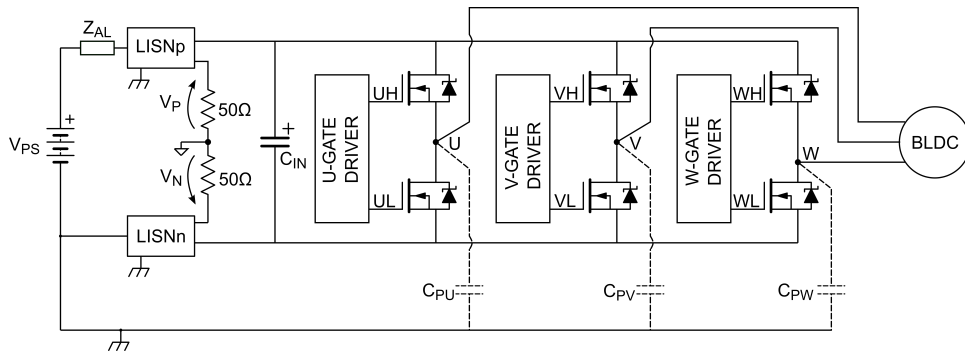 Z_AL
LISNp
U
V_P
50Ω
V_PS
+
V_N
50Ω
+
C_IN
U-GATE
DRIVER
UH
UL
V-GATE
DRIVER
VH
VL
V
W-GATE
DRIVER
WH
WL
W
BLDC
LISNn
C_PU
C_PV
C_PW